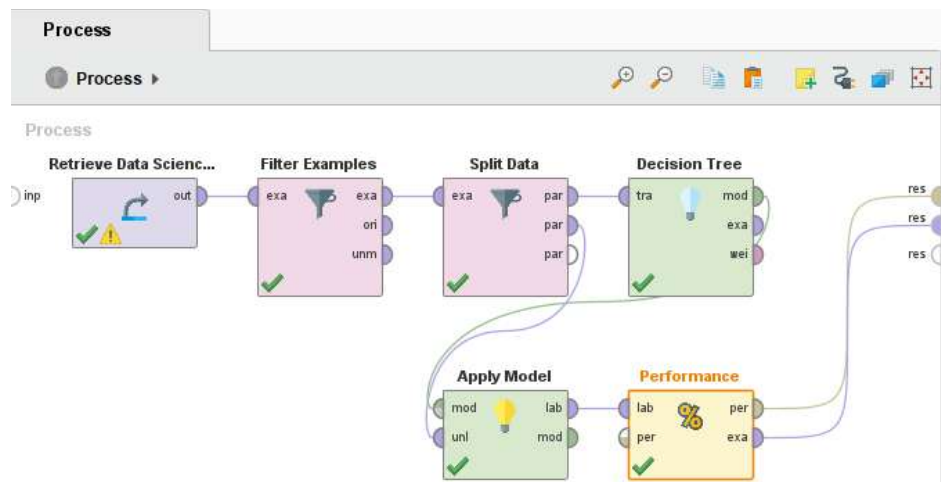 Process
Process
Process
Retrieve Data Scienc... Filter Examples Split Data Decision Tree
inp out exa exa exa par tra mod res
ori par exa res
unm par wei res
Apply Model Performance
mod lab lab per
unl mod per exa